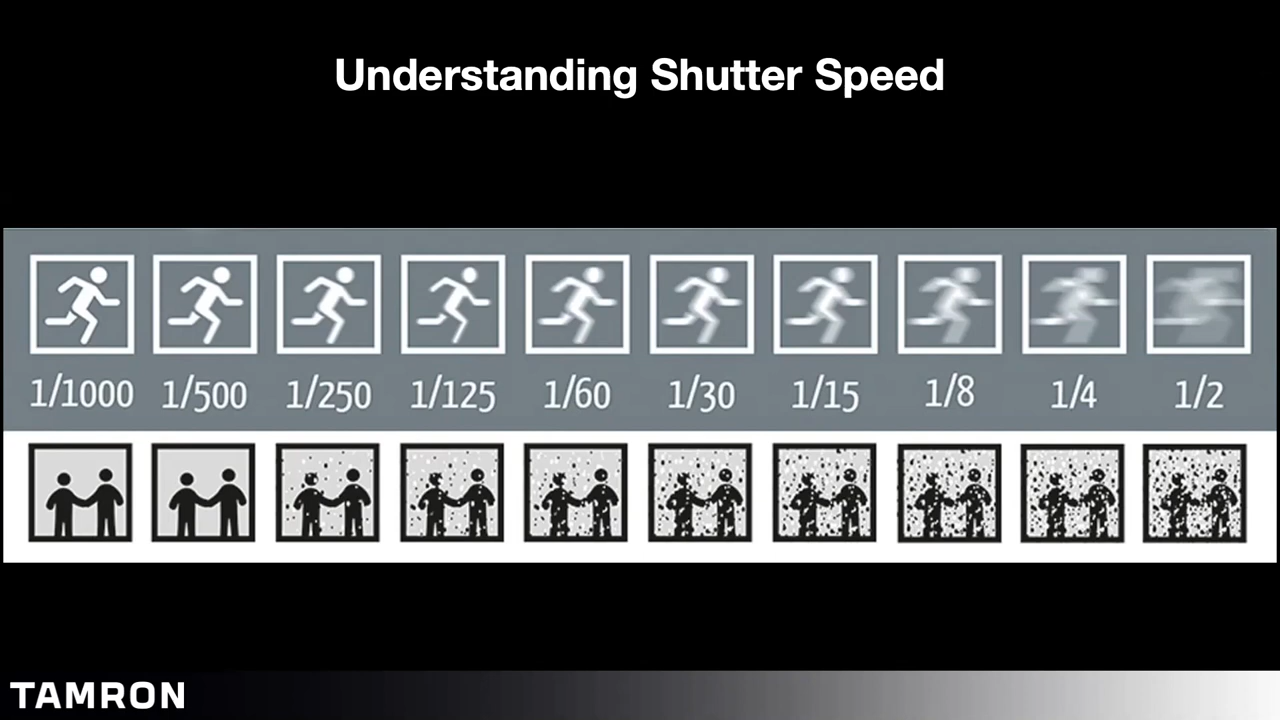 Understanding Shutter Speed
1/1000 1/500 1/250 1/125 1/60 1/30 1/15 1/8 1/4 1/2
TAMRON